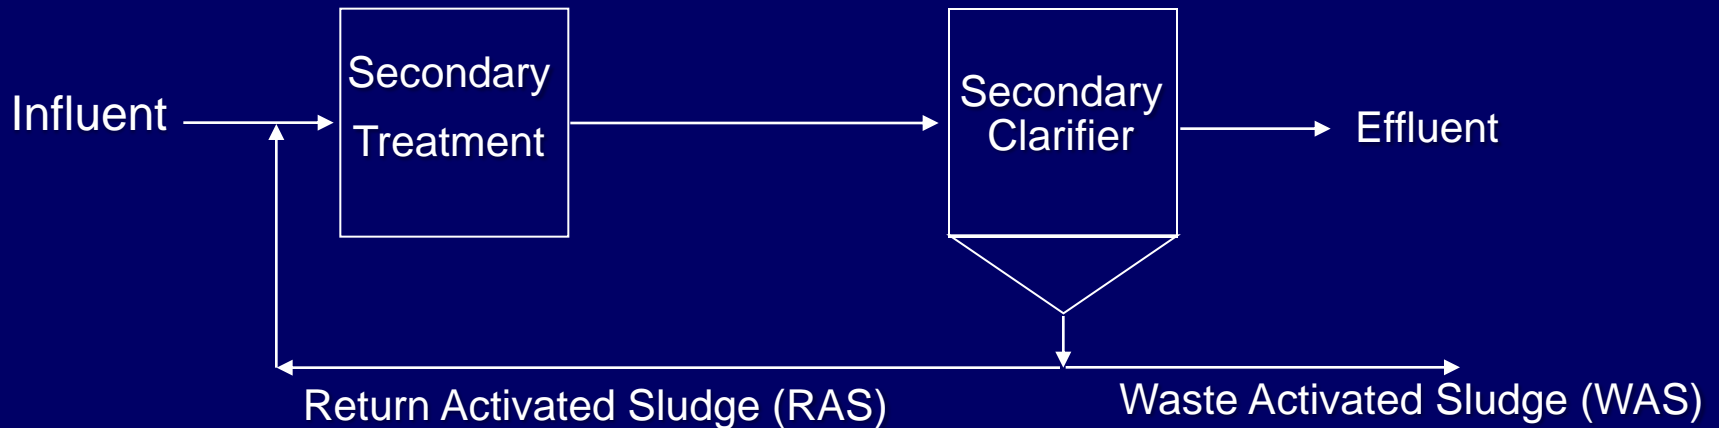 Influent
Secondary
Treatment
Secondary
Clarifier
Effluent
Return Activated Sludge (RAS)
Waste Activated Sludge (WAS)